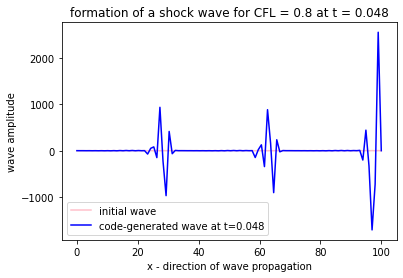 formation of a shock wave for CFL = 0.8 at t = 0.048
wave amplitude
2000
1000
0
−1000
initial wave
code-generated wave at t=0.048
0 20 40 60 80 100
x - direction of wave propagation